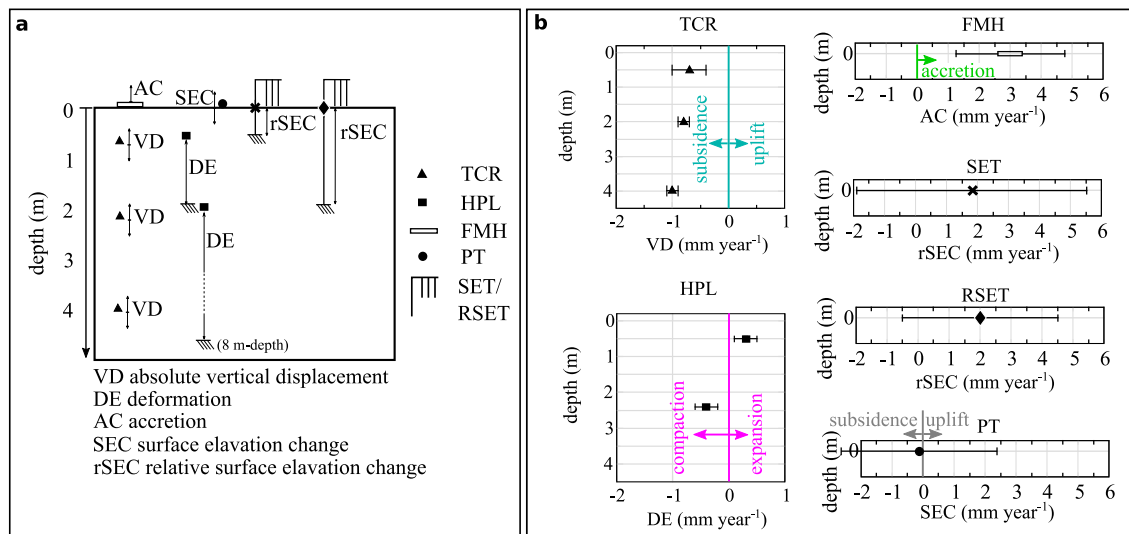 a
AC
SEC
0
rSEC
rSEC
VD
DE
1
VD
2
DE
3
4
VD
depth (m)
(8 m-depth)
TCR
HPL
FMH
PT
SET/
RSET
VD absolute vertical displacement
DE deformation
AC accretion
SEC surface elavation change
rSEC relative surface elevation change
b
TCR
0
1
2
3
4
depth (m)
subsidence
uplift
-2 -1 0 1
VD (mm year⁻¹)
HPL
0
1
2
3
4
depth (m)
compaction
expansion
-2 -1 0 1
DE (mm year⁻¹)
FMH
depth (m)
0
accretion
-2 -1 0 1 2 3 4 5 6
AC (mm year⁻¹)
SET
depth (m)
0
-2 -1 0 1 2 3 4 5 6
rSEC (mm year⁻¹)
RSET
depth (m)
0
-2 -1 0 1 2 3 4 5 6
rSEC (mm year⁻¹)
subsidence uplift
PT
depth (m)
0
-2 -1 0 1 2 3 4 5 6
SEC (mm year⁻¹)